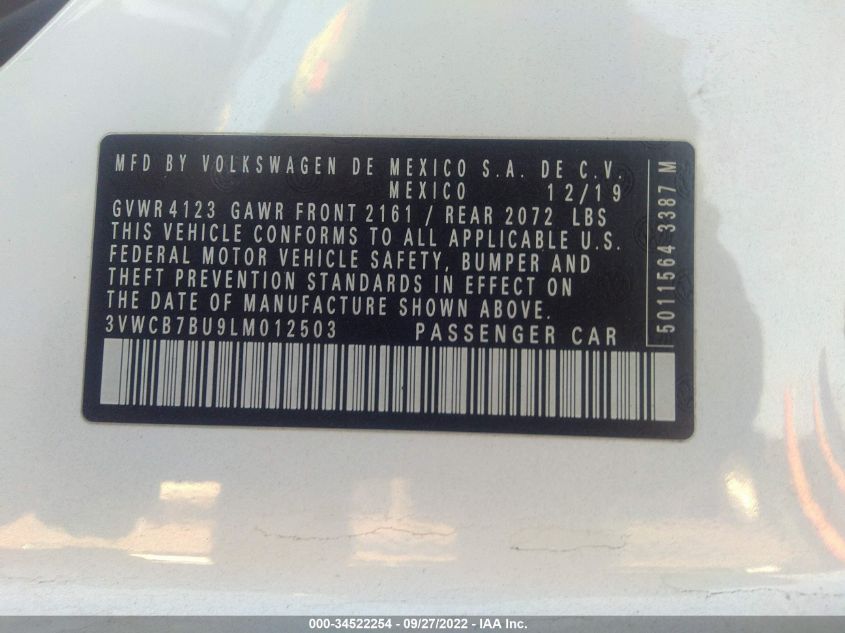 MFD BY VOLKSWAGEN DE MEXICO S.A. DE C.V.
MEXICO 12/19
GVWR 4123 GAWR FRONT 2161 / REAR 2072 LBS
THIS VEHICLE CONFORMS TO ALL APPLICABLE U.S.
FEDERAL MOTOR VEHICLE SAFETY, BUMPER AND
THEFT PREVENTION STANDARDS IN EFFECT ON
THE DATE OF MANUFACTURE SHOWN ABOVE.
3VWCB7BU9LM012503 PASSENGER CAR
5011564 3387 M
000-34522254 - 09/27/2022 - IAA Inc.